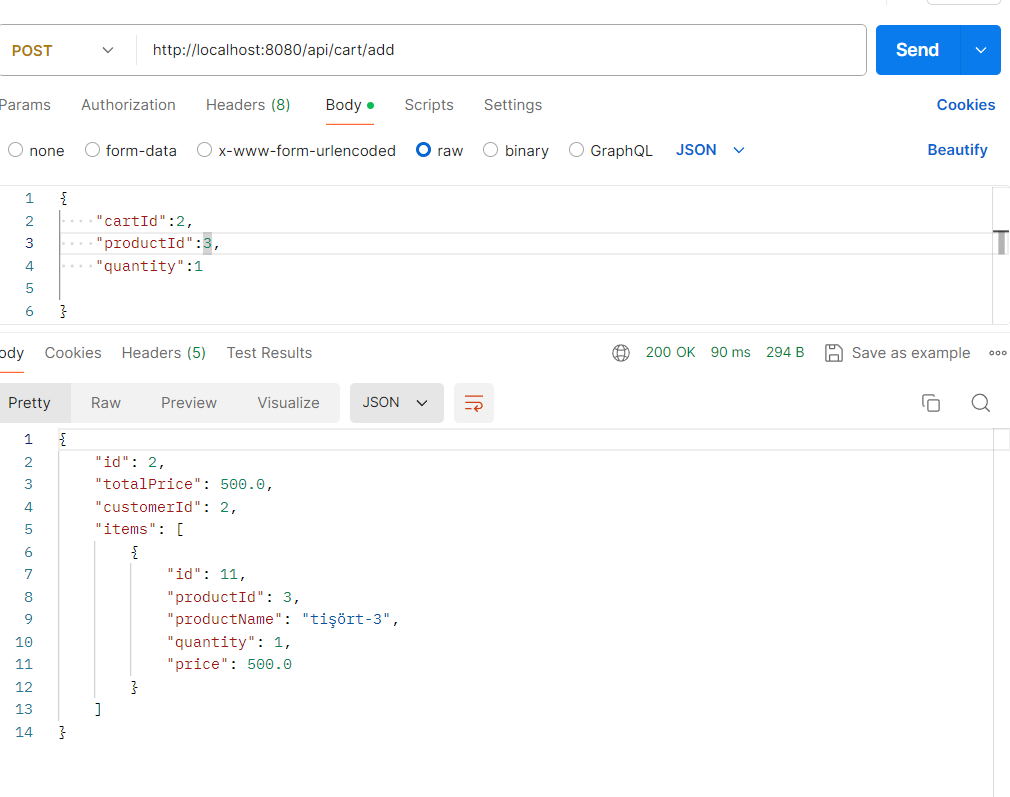 POST http://localhost:8080/api/cart/add Send
Params Authorization Headers (8) Body Scripts Settings Cookies
none form-data x-www-form-urlencoded raw binary GraphQL JSON Beautify
1 {
2 "cartId":2,
3 "productId":3,
4 "quantity":1
5
6 }
ody Cookies Headers (5) Test Results 200 OK 90 ms 294 B Save as example
Pretty Raw Preview Visualize JSON
1 {
2 "id": 2,
3 "totalPrice": 500.0,
4 "customerId": 2,
5 "items": [
6 {
7 "id": 11,
8 "productId": 3,
9 "productName": "tişört-3",
10 "quantity": 1,
11 "price": 500.0
12 }
13 ]
14 }